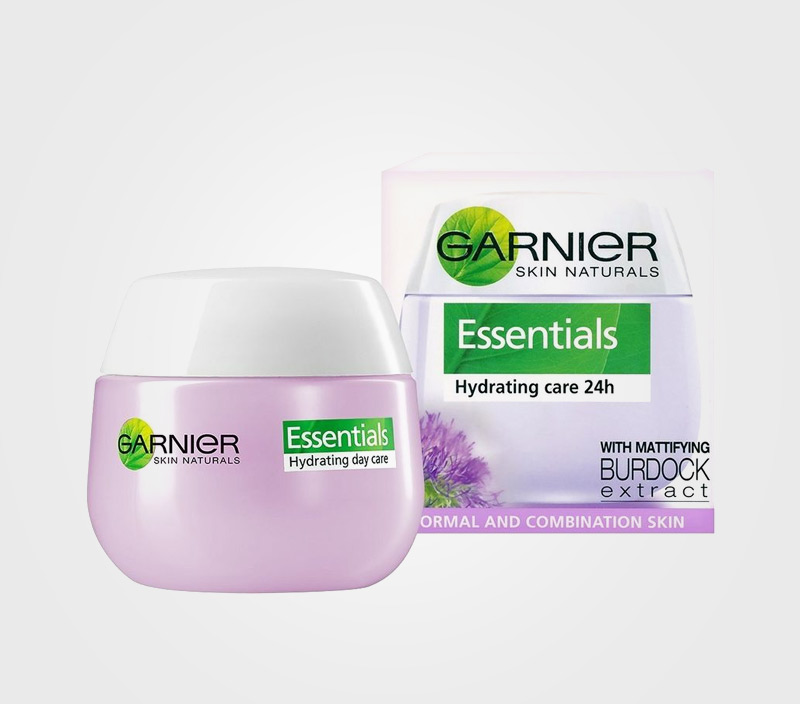 GARNIER
SKIN NATURALS
Essentials
Hydrating day care
GARNIER
SKIN NATURALS
Essentials
Hydrating care 24h
WITH MATTIFYING
BURDOCK
extract
AND COMBINATION SKIN